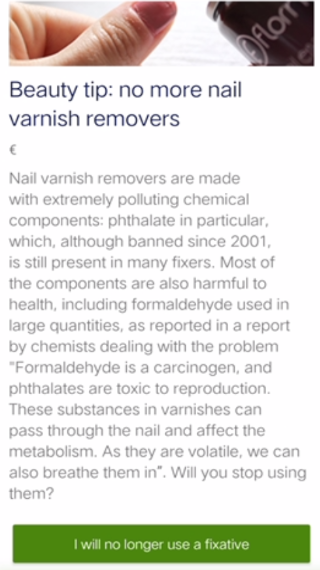 flor
Beauty tip: no more nail
varnish removers
€
Nail varnish removers are made
with extremely polluting chemical
components: phthalate in particular,
which, although banned since 2001,
is still present in many fixers. Most of
the components are also harmful to
health, including formaldehyde used in
large quantities, as reported in a report
by chemists dealing with the problem
"Formaldehyde is a carcinogen, and
phthalates are toxic to reproduction.
These substances in varnishes can
pass through the nail and affect the
metabolism. As they are volatile, we can
also breathe them in". Will you stop using
them?
I will no longer use a fixative